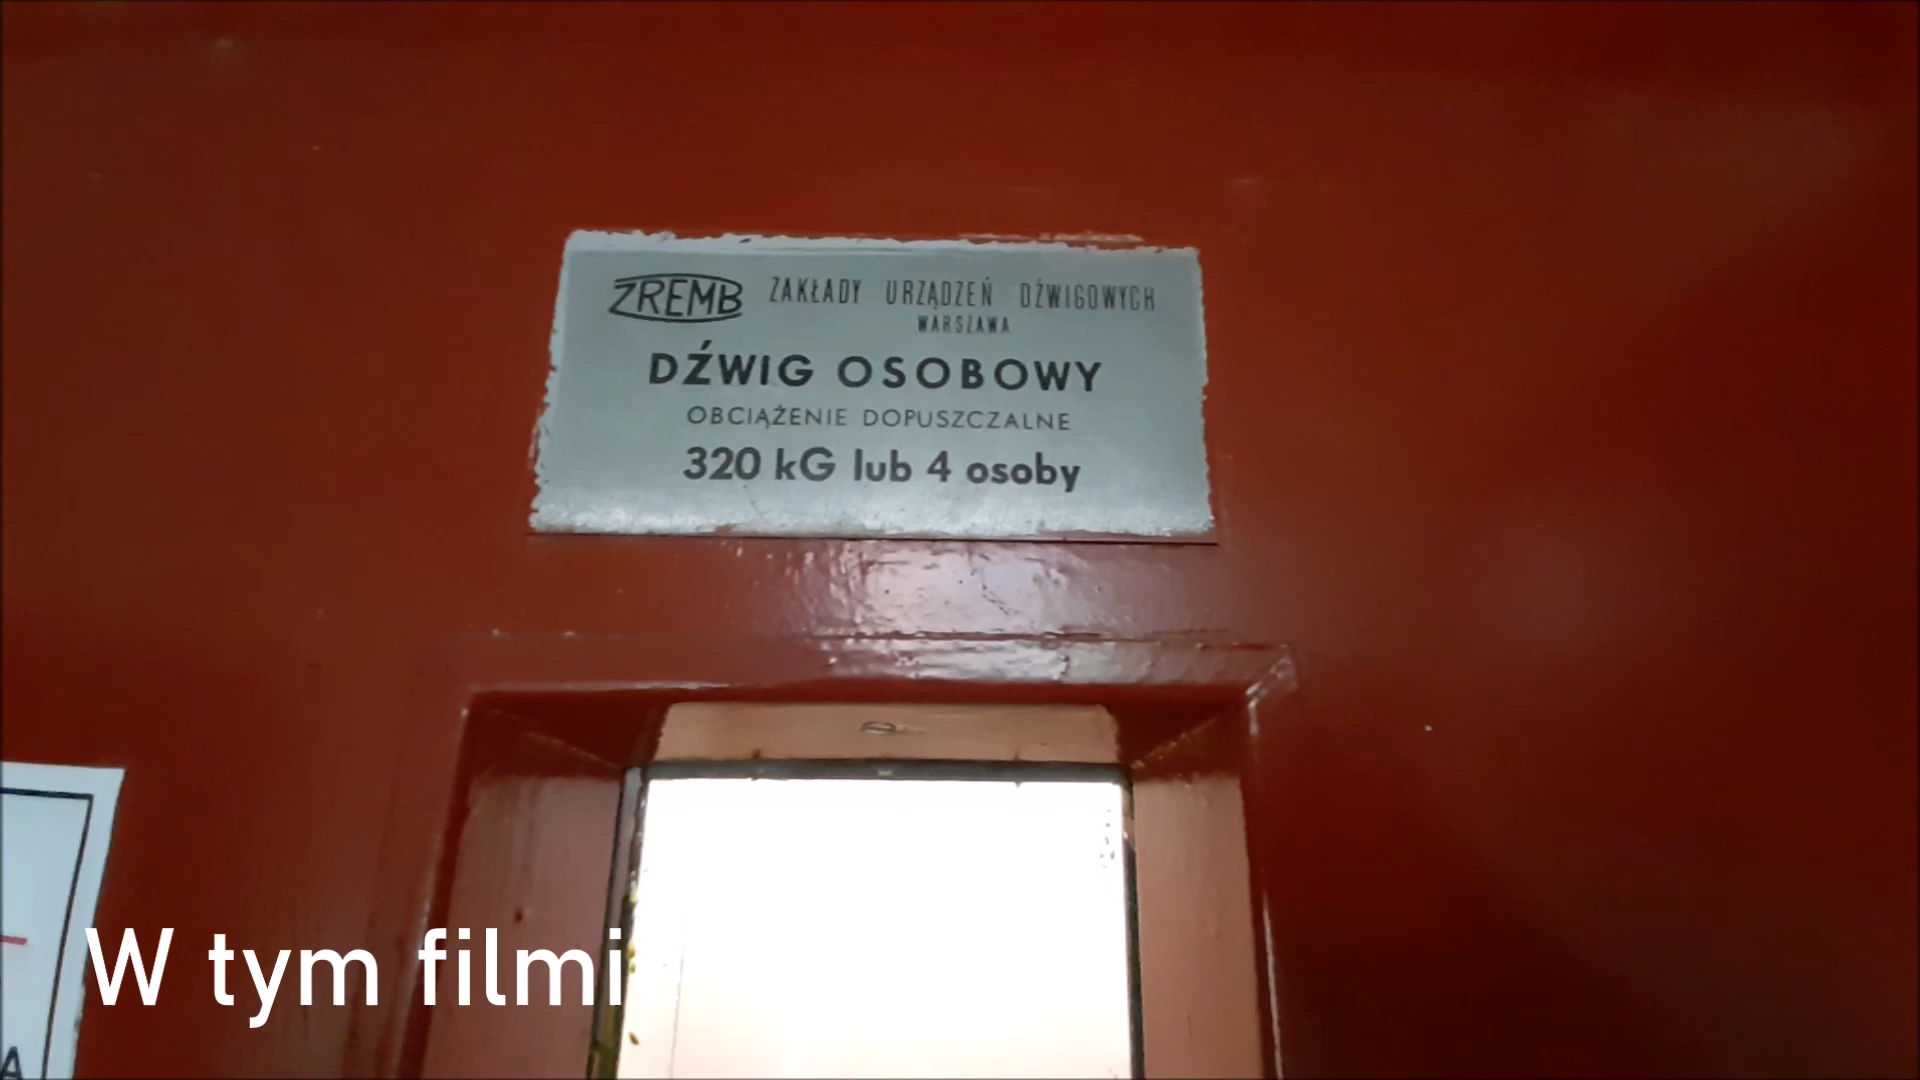 ZREMB ZAKŁADY URZĄDZEŃ DŹWIGOWYCH
WARSZAWA
DŹWIG OSOBOWY
OBCIĄŻENIE DOPUSZCZALNE
320 kG lub 4 osoby
W tym filmi
A